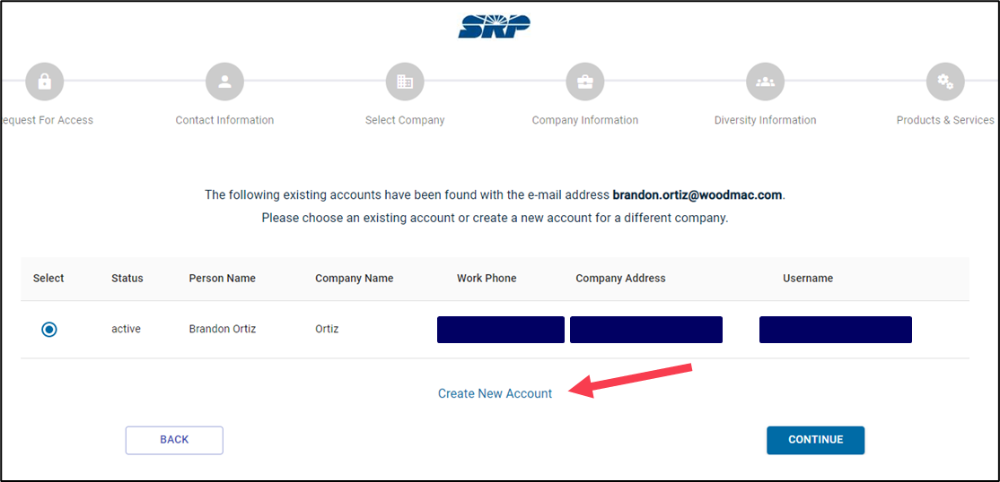 SRP
equest For Access
Contact Information
Select Company
Company Information
Diversity Information
Products & Services
The following existing accounts have been found with the e-mail address brandon.ortiz@woodmac.com.
Please choose an existing account or create a new account for a different company.
Select Status Person Name Company Name Work Phone Company Address Username
active Brandon Ortiz Ortiz
Create New Account
BACK CONTINUE